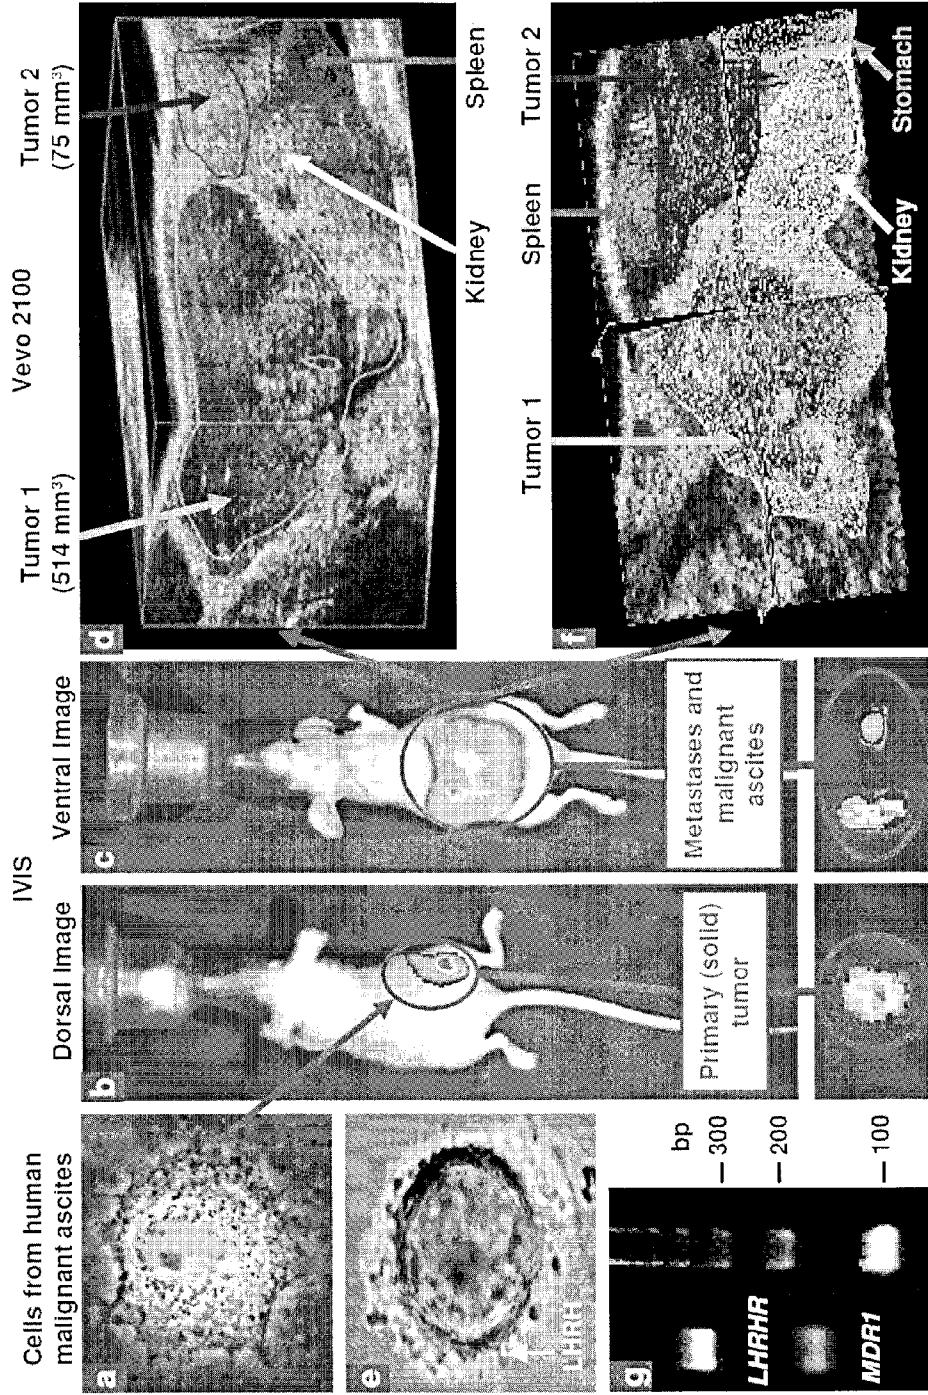 Cells from human
malignant ascites
a
e
LHRH
g
LHRHR
MDR1
bp
300
200
100
IVIS
Dorsal Image
b
Primary (solid)
tumor
Ventral Image
c
Metastases and
malignant
ascites
Vevo 2100
Tumor 1
(514 mm³)
Tumor 2
(75 mm³)
d
Kidney
Spleen
Tumor 1
Spleen
Tumor 2
f
Kidney
Stomach